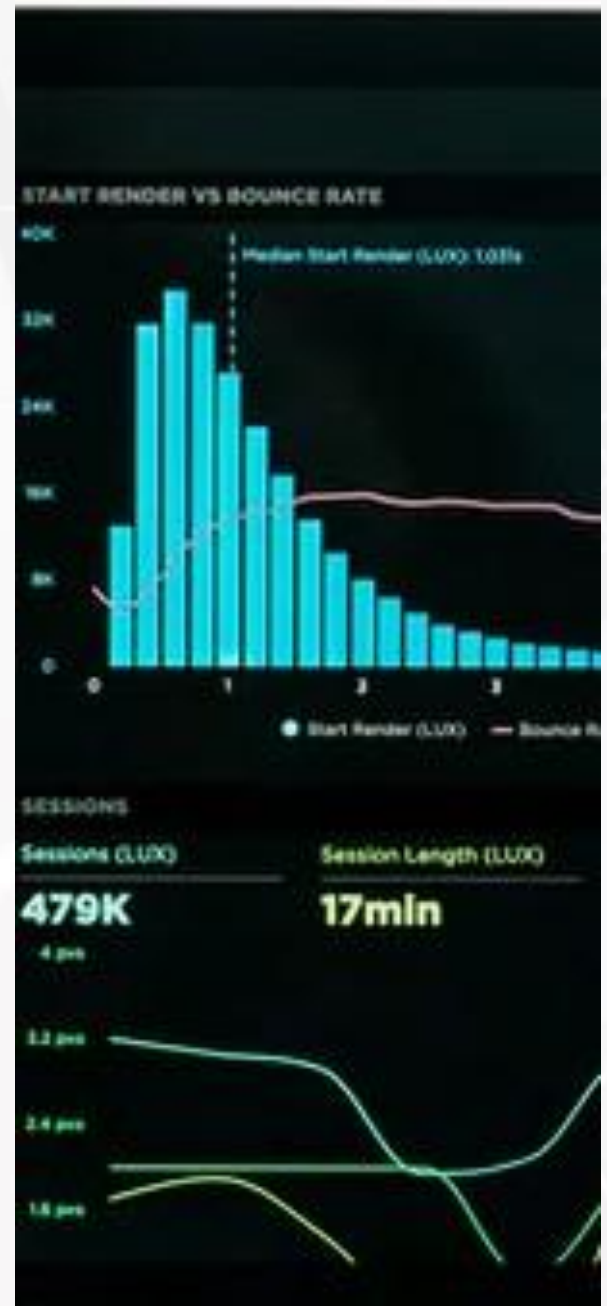 START RENDER VS BOUNCE RATE
40K
Median Start Render (LUX): 1.031s
32K
24K
16K
8K
0
0 1 2 3
Start Render (LUX) Bounce
SESSIONS
Sessions (LUX) Session Length (LUX)
479K 17min
4 pvs
3.2 pvs
2.4 pvs
1.6 pvs